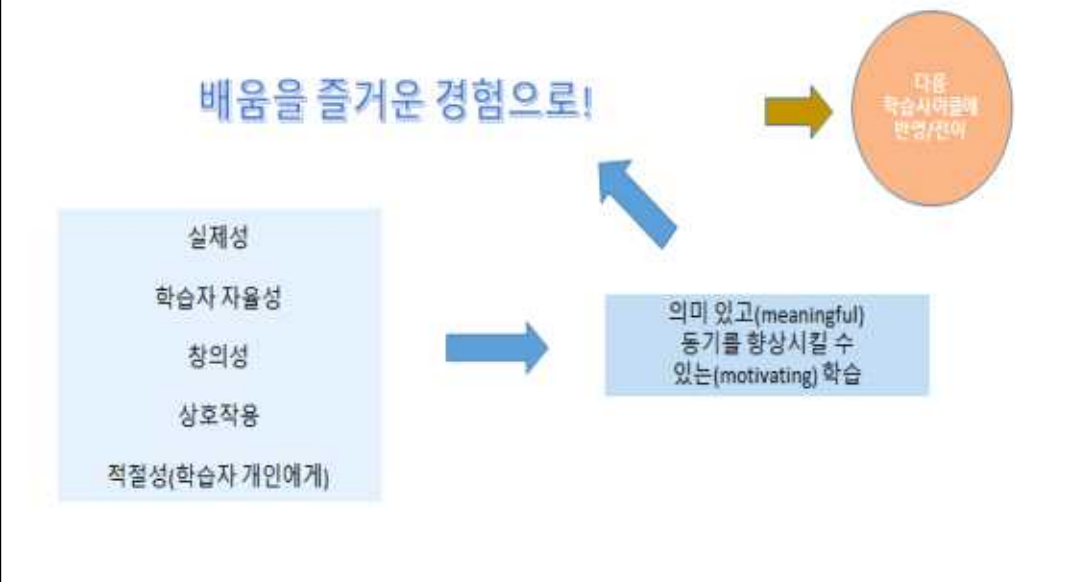 배움을 즐거운 경험으로!
다음
학습사이클에
반영/전이
실제성
학습자 자율성
창의성
상호작용
적절성(학습자 개인에게)
의미 있고(meaningful)
동기를 향상시킬 수
있는(motivating) 학습